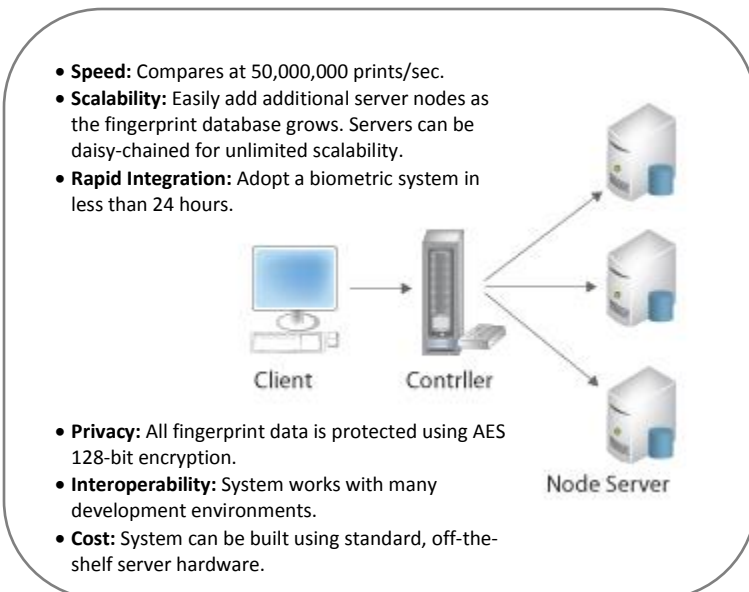 • Speed: Compares at 50,000,000 prints/sec.
• Scalability: Easily add additional server nodes as
the fingerprint database grows. Servers can be
daisy-chained for unlimited scalability.
• Rapid Integration: Adopt a biometric system in
less than 24 hours.
Client
Contrller
• Privacy: All fingerprint data is protected using AES
128-bit encryption.
Node Server
• Interoperability: System works with many
development environments.
• Cost: System can be built using standard, off-the-
shelf server hardware.